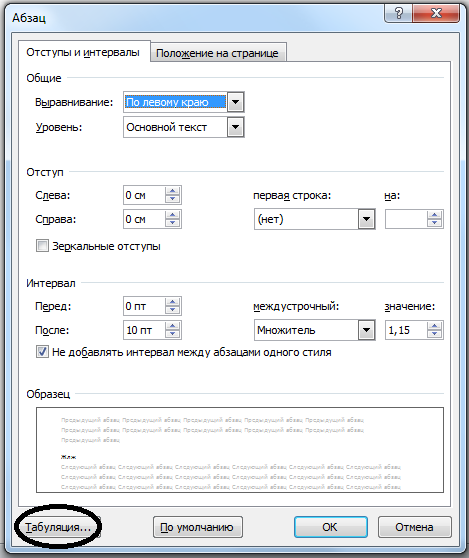 Абзац
Отступы и интервалы Положение на странице
Общие
Выравнивание: По левому краю
Уровень: Основной текст
Отступ
Слева: 0 см первая строка: на:
Справа: 0 см (нет)
Зеркальные отступы
Интервал
Перед: 0 пт междустрочный: значение:
После: 10 пт Множитель 1,15
Не добавлять интервал между абзацами одного стиля
Образец
Предыдущий абзац Предыдущий абзац Предыдущий абзац Предыдущий абзац Предыдущий абзац
Предыдущий абзац Предыдущий абзац Предыдущий абзац Предыдущий абзац Предыдущий абзац
Предыдущий абзац
Следующий абзац Следующий абзац Следующий абзац Следующий абзац Следующий абзац Следующий абзац
Следующий абзац Следующий абзац Следующий абзац Следующий абзац Следующий абзац Следующий абзац
Следующий абзац Следующий абзац Следующий абзац Следующий абзац Следующий абзац Следующий абзац
Табуляция... По умолчанию ОК Отмена